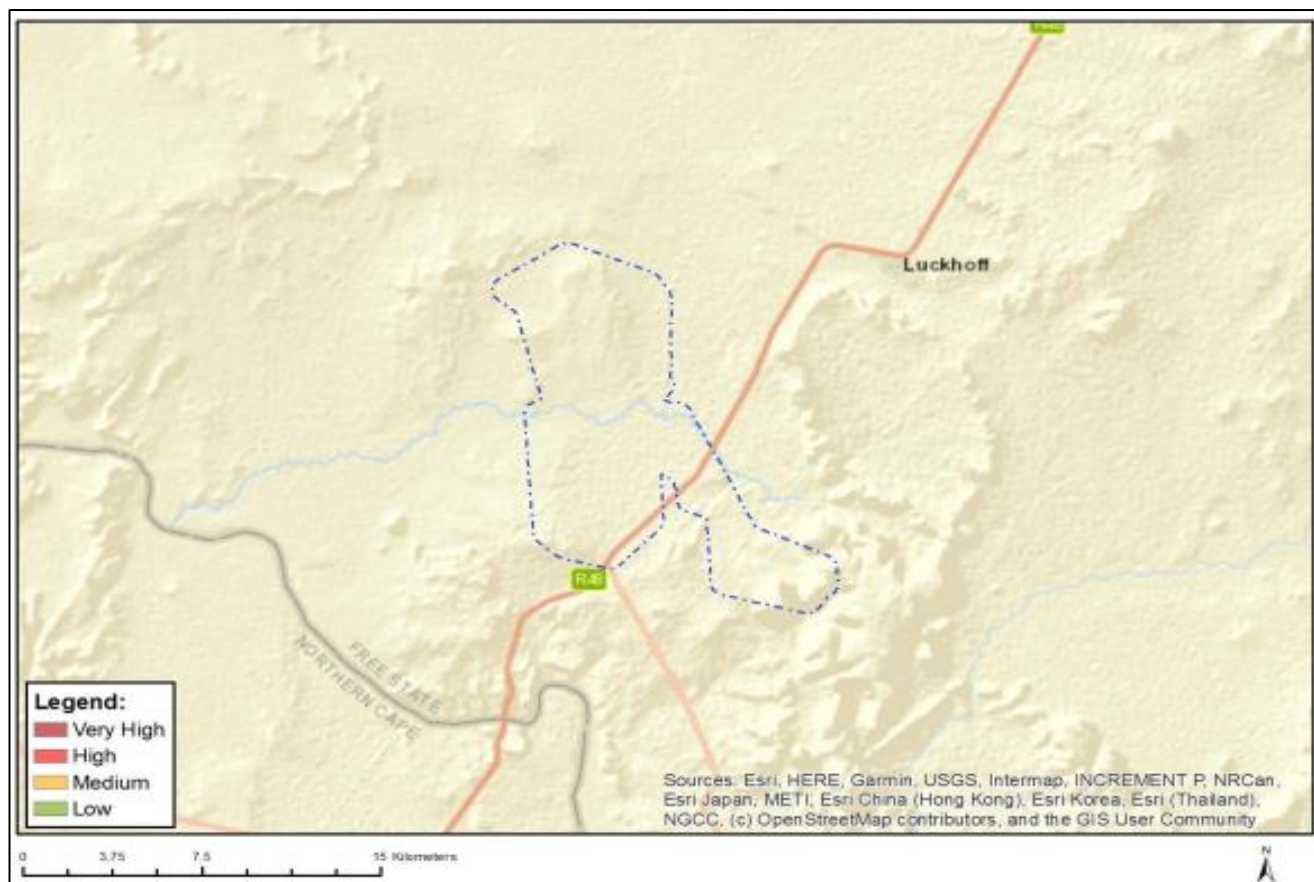 Luckhoff
R48
FREE STATE
NORTHERN CAPE
Legend:
Very High
High
Medium
Low
Sources: Esri, HERE, Garmin, USGS, Intermap, INCREMENT P, NRCan,
Esri Japan, METI, Esri China (Hong Kong), Esri Korea, Esri (Thailand),
NGCC, (c) OpenStreetMap contributors, and the GIS User Community
0 3,75 7.5 15 Kilometers
N